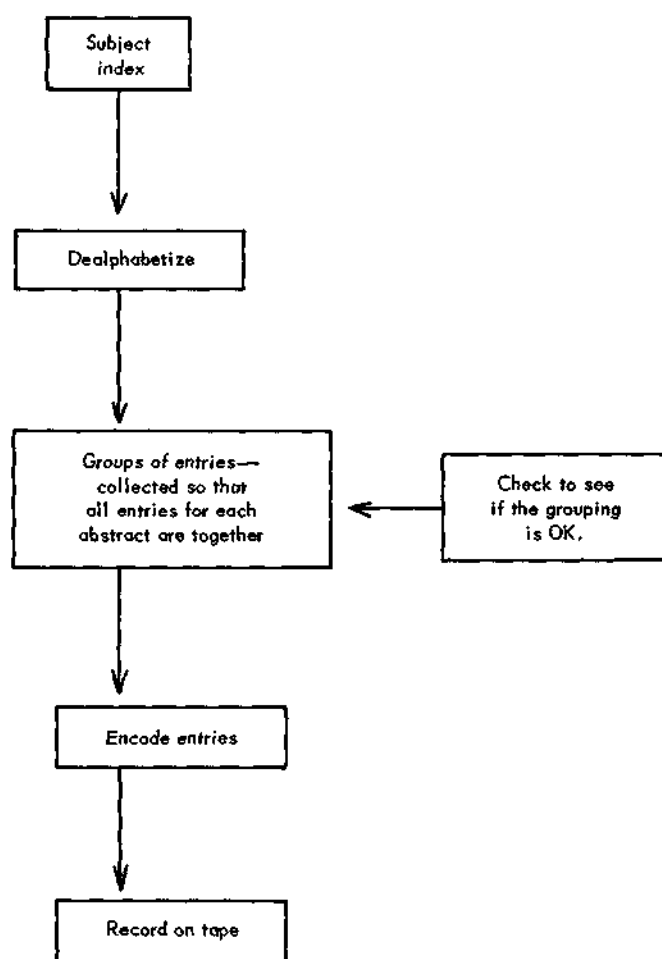 Subject
index
Dealphabetize
Groups of entries—
collected so that
all entries for each
abstract are together
Check to see
if the grouping
is OK.
Encode entries
Record on tape